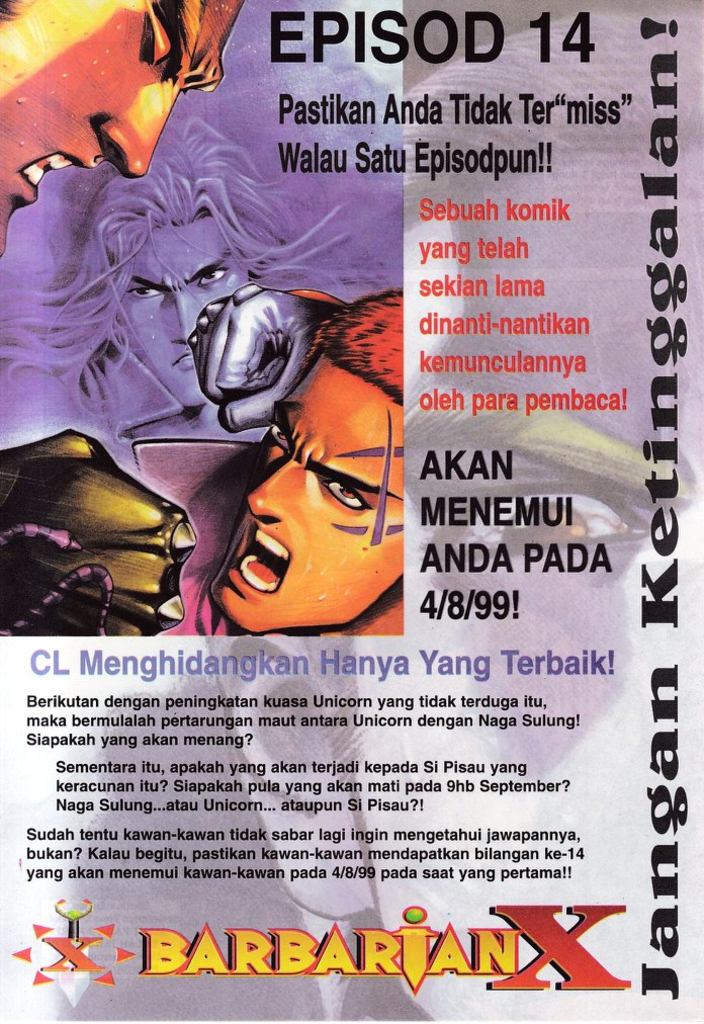 EPISOD 14
Pastikan Anda Tidak Ter“miss”
Walau Satu Episodpun!!
Sebuah komik
yang telah
sekian lama
dinanti-nantikan
kemunculannya
oleh para pembaca!
AKAN
MENEMUI
ANDA PADA
4/8/99!
Jangan Ketinggalan!
CL Menghidangkan Hanya Yang Terbaik!
Berikutan dengan peningkatan kuasa Unicorn yang tidak terduga itu,
maka bermulalah pertarungan maut antara Unicorn dengan Naga Sulung!
Siapakah yang akan menang?
Sementara itu, apakah yang akan terjadi kepada Si Pisau yang
keracunan itu? Siapakah pula yang akan mati pada 9hb September?
Naga Sulung...atau Unicorn... ataupun Si Pisau?!
Sudah tentu kawan-kawan tidak sabar lagi ingin mengetahui jawapannya,
bukan? Kalau begitu, pastikan kawan-kawan mendapatkan bilangan ke-14
yang akan menemui kawan-kawan pada 4/8/99 pada saat yang pertama!!
X BARBARIAN X